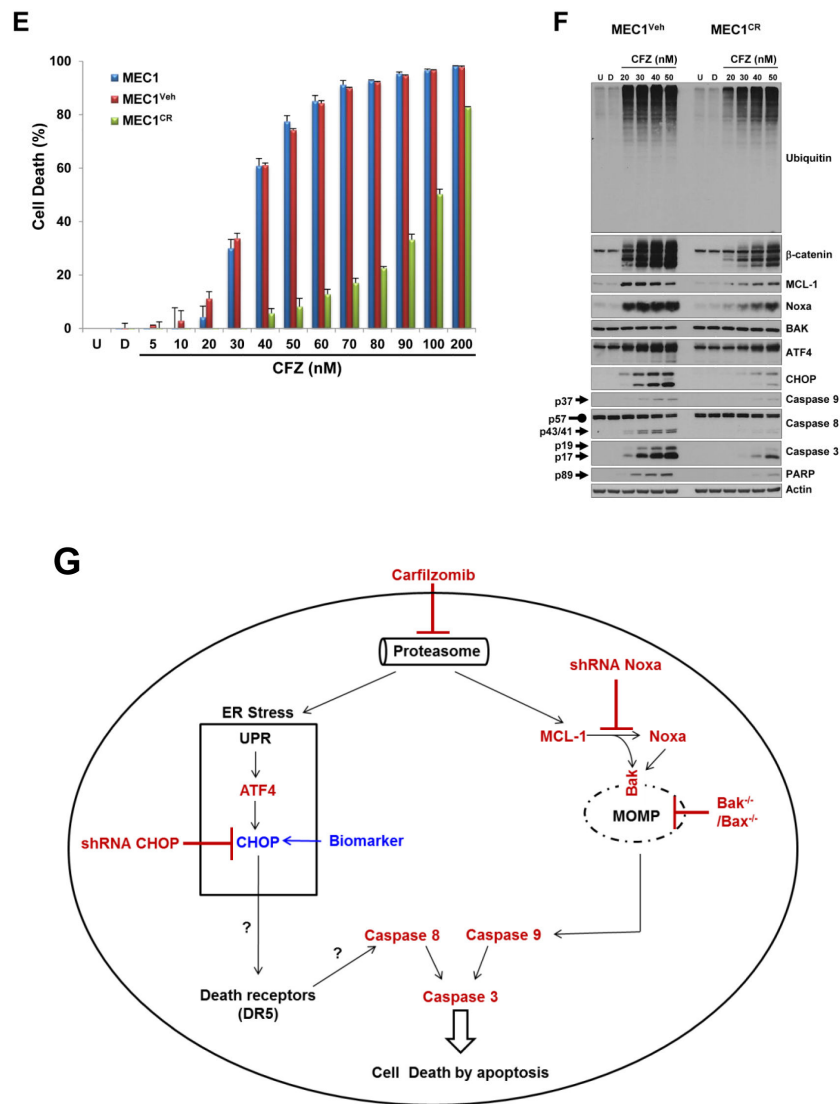 E
Cell Death (%)
100
80
60
40
20
0
MEC1
MEC1Veh
MEC1CR
U D 5 10 20 30 40 50 60 70 80 90 100 200
CFZ (nM)
F
MEC1Veh MEC1CR
CFZ (nM) CFZ (nM)
U D 20 30 40 50 U D 20 30 40 50
Ubiquitin
β-catenin
MCL-1
Noxa
BAK
ATF4
CHOP
p37 Caspase 9
p57 Caspase 8
p43/41
p19 Caspase 3
p17
p89 PARP
Actin
G
Carfilzomib
Proteasome
shRNA Noxa
ER Stress
UPR
MCL-1 Noxa
ATF4
Bak
MOMP
Bak-/-
/Bax-/-
shRNA CHOP CHOP Biomarker
?
Caspase 8 Caspase 9
?
Death receptors
(DR5)
Caspase 3
Cell Death by apoptosis